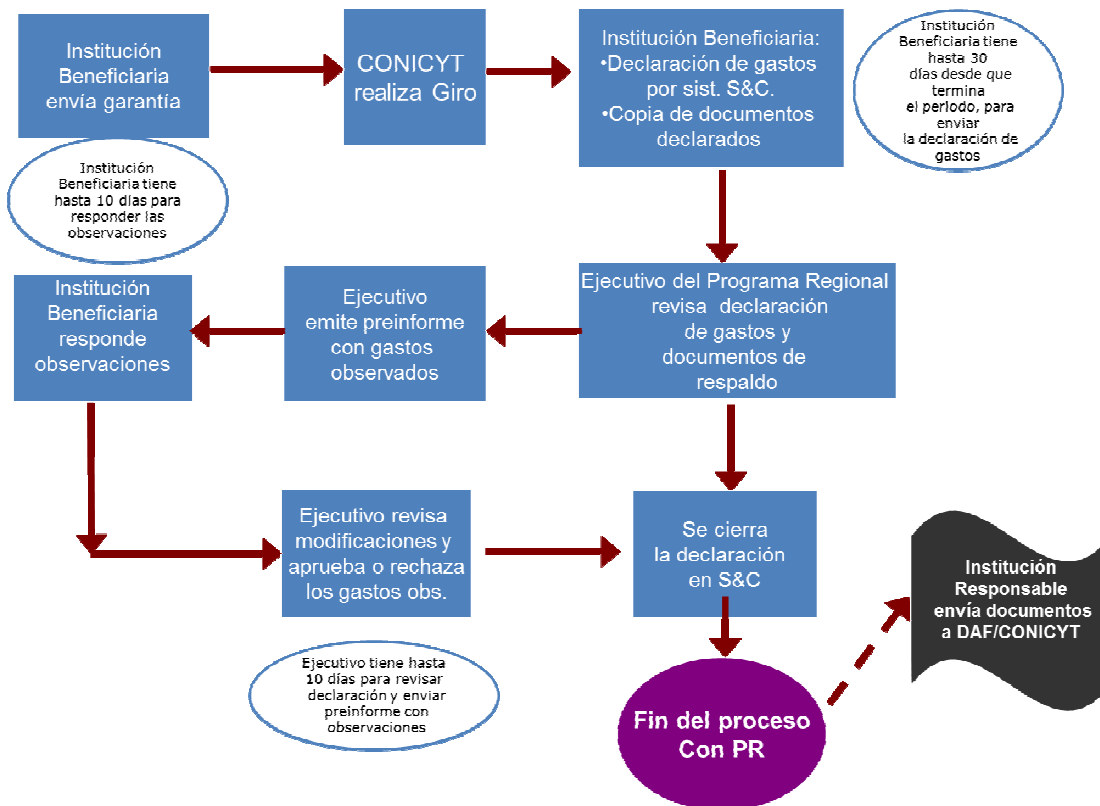 Institución
Beneficiaria
envía garantía
CONICYT
realiza Giro
Institución Beneficiaria:
•Declaración de gastos
por sist. S&C.
•Copia de documentos
declarados
Institución
Beneficiaria tiene
hasta 30
días desde que
termina
el periodo, para
enviar
la declaración de
gastos
Institución
Beneficiaria tiene
hasta 10 días para
responder las
observaciones
Institución
Beneficiaria
responde
observaciones
Ejecutivo
emite preinforme
con gastos
observados
Ejecutivo del Programa Regional
revisa declaración
de gastos y
documentos de
respaldo
Ejecutivo revisa
modificaciones y
aprueba o rechaza
los gastos obs.
Se cierra
la declaración
en S&C
Institución
Responsable
envía documentos
a DAF/CONICYT
Ejecutivo tiene hasta
10 días para revisar
declaración y enviar
preinforme con
observaciones
Fin del proceso
Con PR